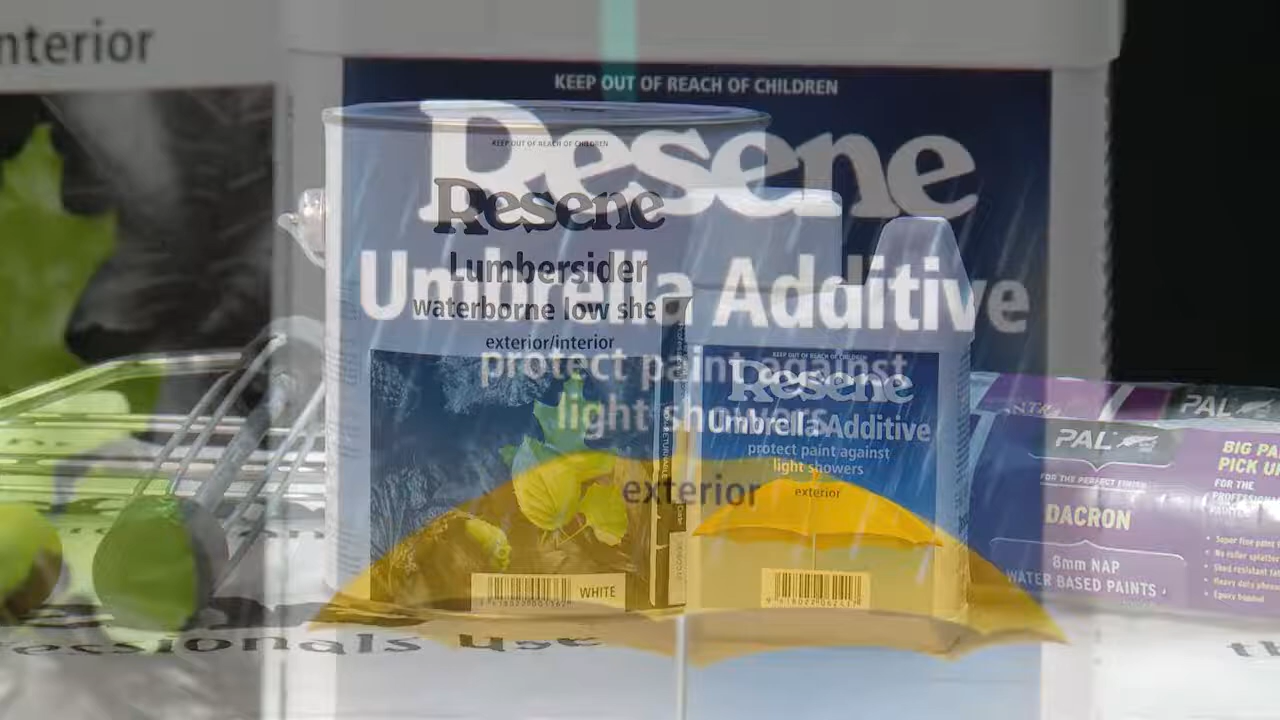 nterior
KEEP OUT OF REACH OF CHILDREN
Resene
Umbrella Additive
protect paint against
light showers
exterior
KEEP OUT OF REACH OF CHILDREN
Resene
Lumbersider
waterborne low she
exterior/interior
WHITE
KEEP OUT OF REACH OF CHILDREN
Resene
Umbrella Additive
protect paint against
light showers
exterior
PAL
PAL
FOR THE PERFECT FINISH
DACRON
8mm NAP
WATER BASED PAINTS
BIG PA
PICK U
FOR THE
use